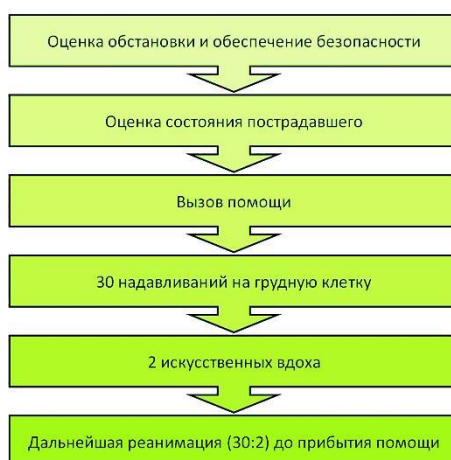 Оценка обстановки и обеспечение безопасности
Оценка состояния пострадавшего
Вызов помощи
30 надавливаний на грудную клетку
2 искусственных вдоха
Дальнейшая реанимация (30:2) до прибытия помощи